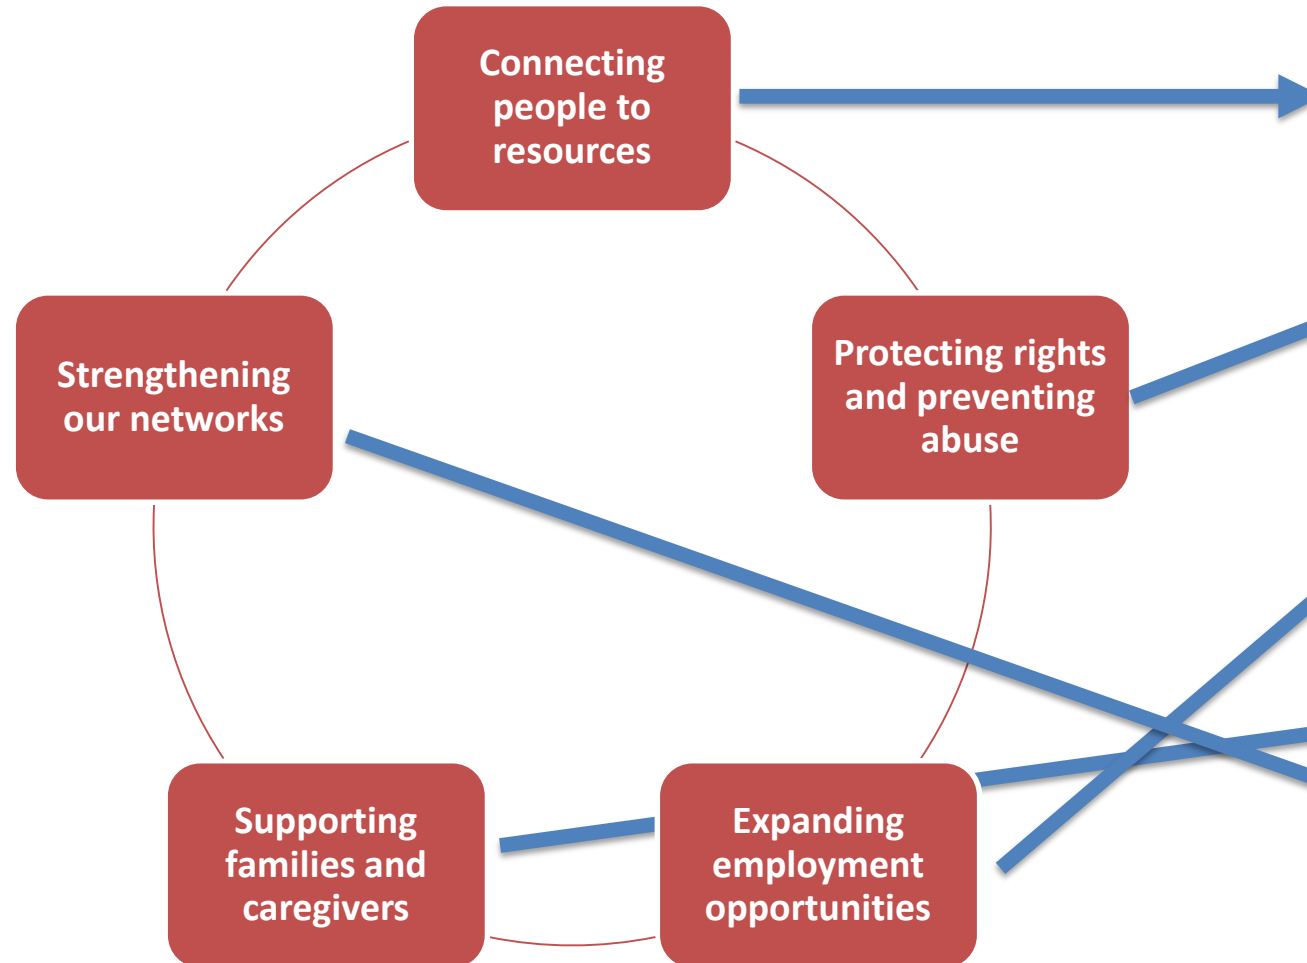 Connecting
people to
resources
Protecting rights
and preventing
abuse
Strengthening
our networks
Supporting
families and
caregivers
Expanding
employment
opportunities